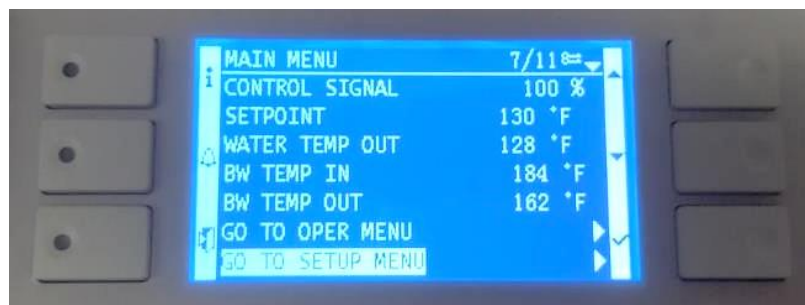 MAIN MENU 7/11
CONTROL SIGNAL 100 %
SETPOINT 130 °F
WATER TEMP OUT 128 °F
BW TEMP IN 184 °F
BW TEMP OUT 162 °F
GO TO OPER MENU
GO TO SETUP MENU